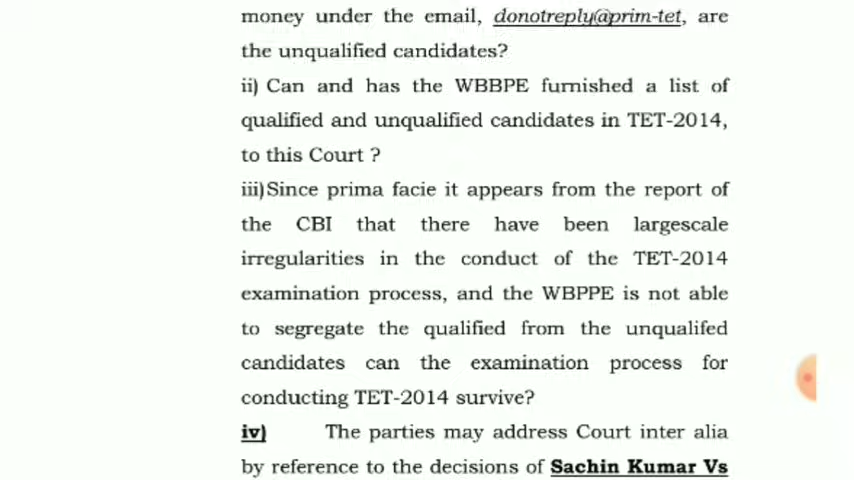 money under the email, donotreply@prim-tet, are
the unqualified candidates?
ii) Can and has the WBBPE furnished a list of
qualified and unqualified candidates in TET-2014,
to this Court ?
iii)Since prima facie it appears from the report of
the CBI that there have been largescale
irregularities in the conduct of the TET-2014
examination process, and the WBPPE is not able
to segregate the qualified from the unqualifed
candidates can the examination process for
conducting TET-2014 survive?
iv) The parties may address Court inter alia
by reference to the decisions of Sachin Kumar Vs